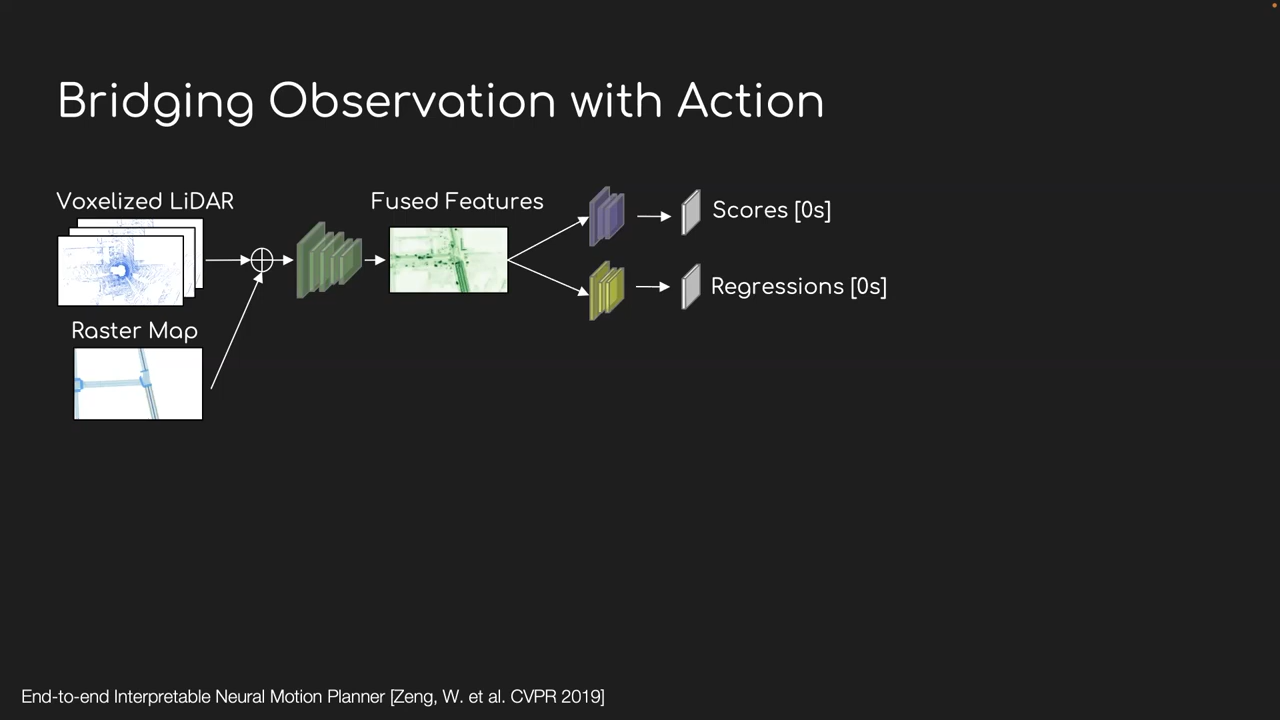 Bridging Observation with Action
Voxelized LiDAR
Fused Features
Scores [0s]
Regressions [0s]
Raster Map
End-to-end Interpretable Neural Motion Planner [Zeng, W. et al. CVPR 2019]